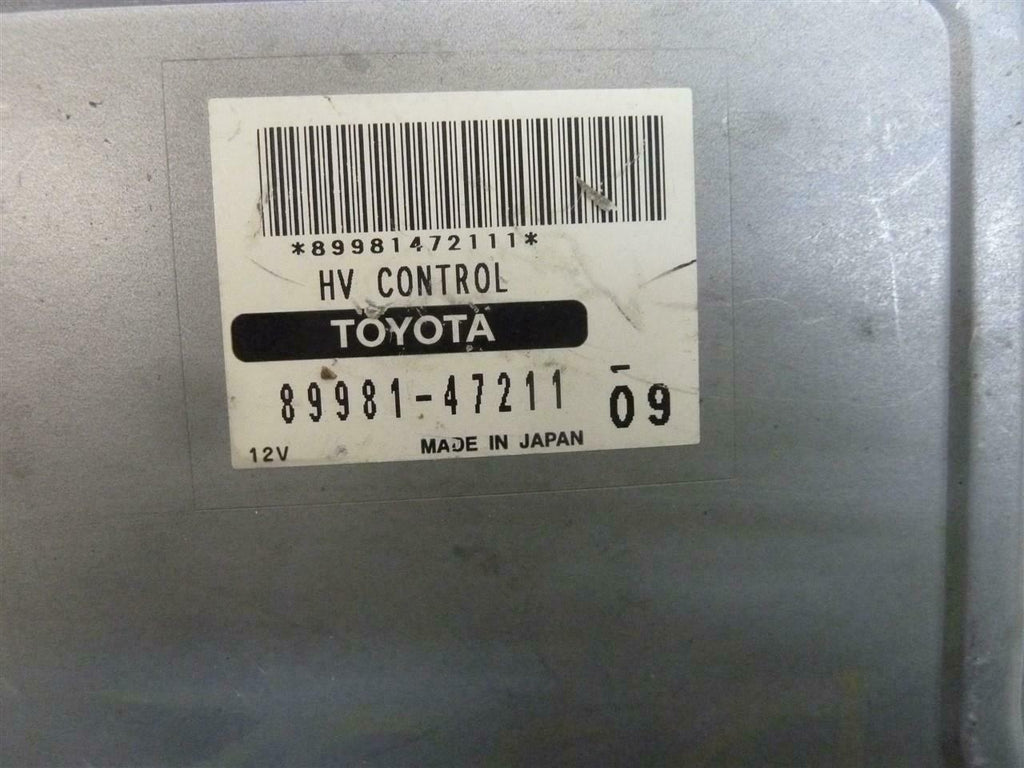 *89981472111*
HV CONTROL
TOYOTA
89981-47211 09
12V MADE IN JAPAN